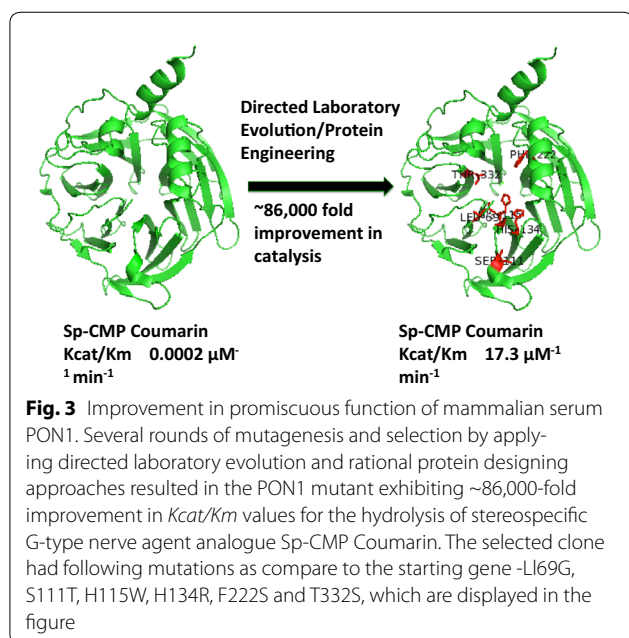 Directed Laboratory
Evolution/Protein
Engineering
~86,000 fold
improvement in
catalysis
PHE-222
THR-332
LEU-69
HIS-134
SER-111
Sp-CMP Coumarin
Kcat/Km 0.0002 µM-
1 min-1
Sp-CMP Coumarin
Kcat/Km 17.3 µM-1
min-1
Fig. 3 Improvement in promiscuous function of mammalian serum
PON1. Several rounds of mutagenesis and selection by apply-
ing directed laboratory evolution and rational protein designing
approaches resulted in the PON1 mutant exhibiting ~86,000-fold
improvement in Kcat/Km values for the hydrolysis of stereospecific
G-type nerve agent analogue Sp-CMP Coumarin. The selected clone
had following mutations as compare to the starting gene -Ll69G,
S111T, H115W, H134R, F222S and T332S, which are displayed in the
figure